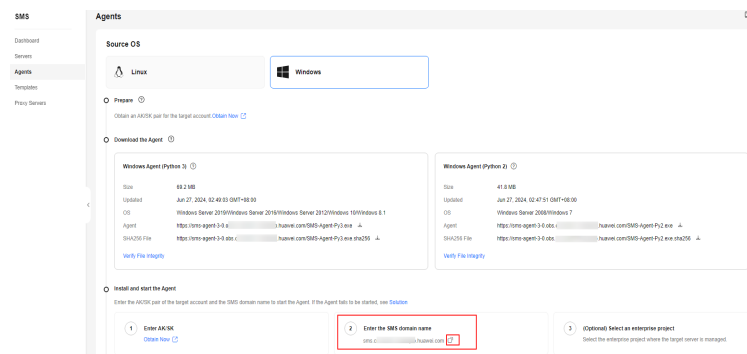 SMS
Agents
Dashboard
Servers
Agents
Templates
Proxy Servers
Source OS
Linux
Windows
Prepare
Obtain an AK/SK pair for the target account Obtain Now
Download the Agent
Windows Agent (Python 3)
Size 69.2 MB
Updated Jun 27, 2024, 02:49:03 GMT+08:00
OS Windows Server 2019/Windows Server 2016/Windows Server 2012/Windows 10/Windows 8.1
Agent https://sms-agent-3-0.o huawei.com/SMS-Agent-Py3.exe
SHA256 File https://sms-agent-3-0.obs. huawei.com/SMS-Agent-Py3.exe.sha256
Verify File Integrity
Windows Agent (Python 2)
Size 41.8 MB
Updated Jun 27, 2024, 02:47:51 GMT+08:00
OS Windows Server 2008/Windows 7
Agent https://sms-agent-3-0.obs. .huawei.com/SMS-Agent-Py2.exe
SHA256 File https://sms-agent-3-0.obs. .huawei.com/SMS-Agent-Py2.exe.sha256
Verify File Integrity
Install and start the Agent
Enter the AK/SK pair of the target account and the SMS domain name to start the Agent. If the Agent fails to be started, see Solution
1 Enter AK/SK
Obtain Now
2 Enter the SMS domain name
sms.c a.huawei.com
3 (Optional) Select an enterprise project
Select the enterprise project where the target server is managed.